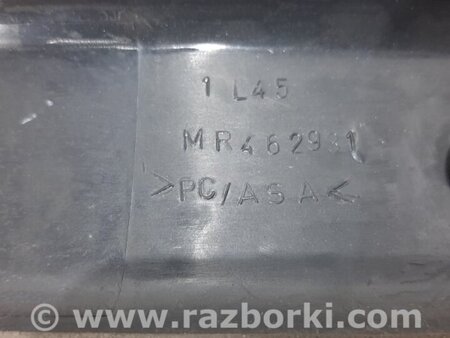 1 L45
MR462931
>PC/ASA<
© www.razborki.com